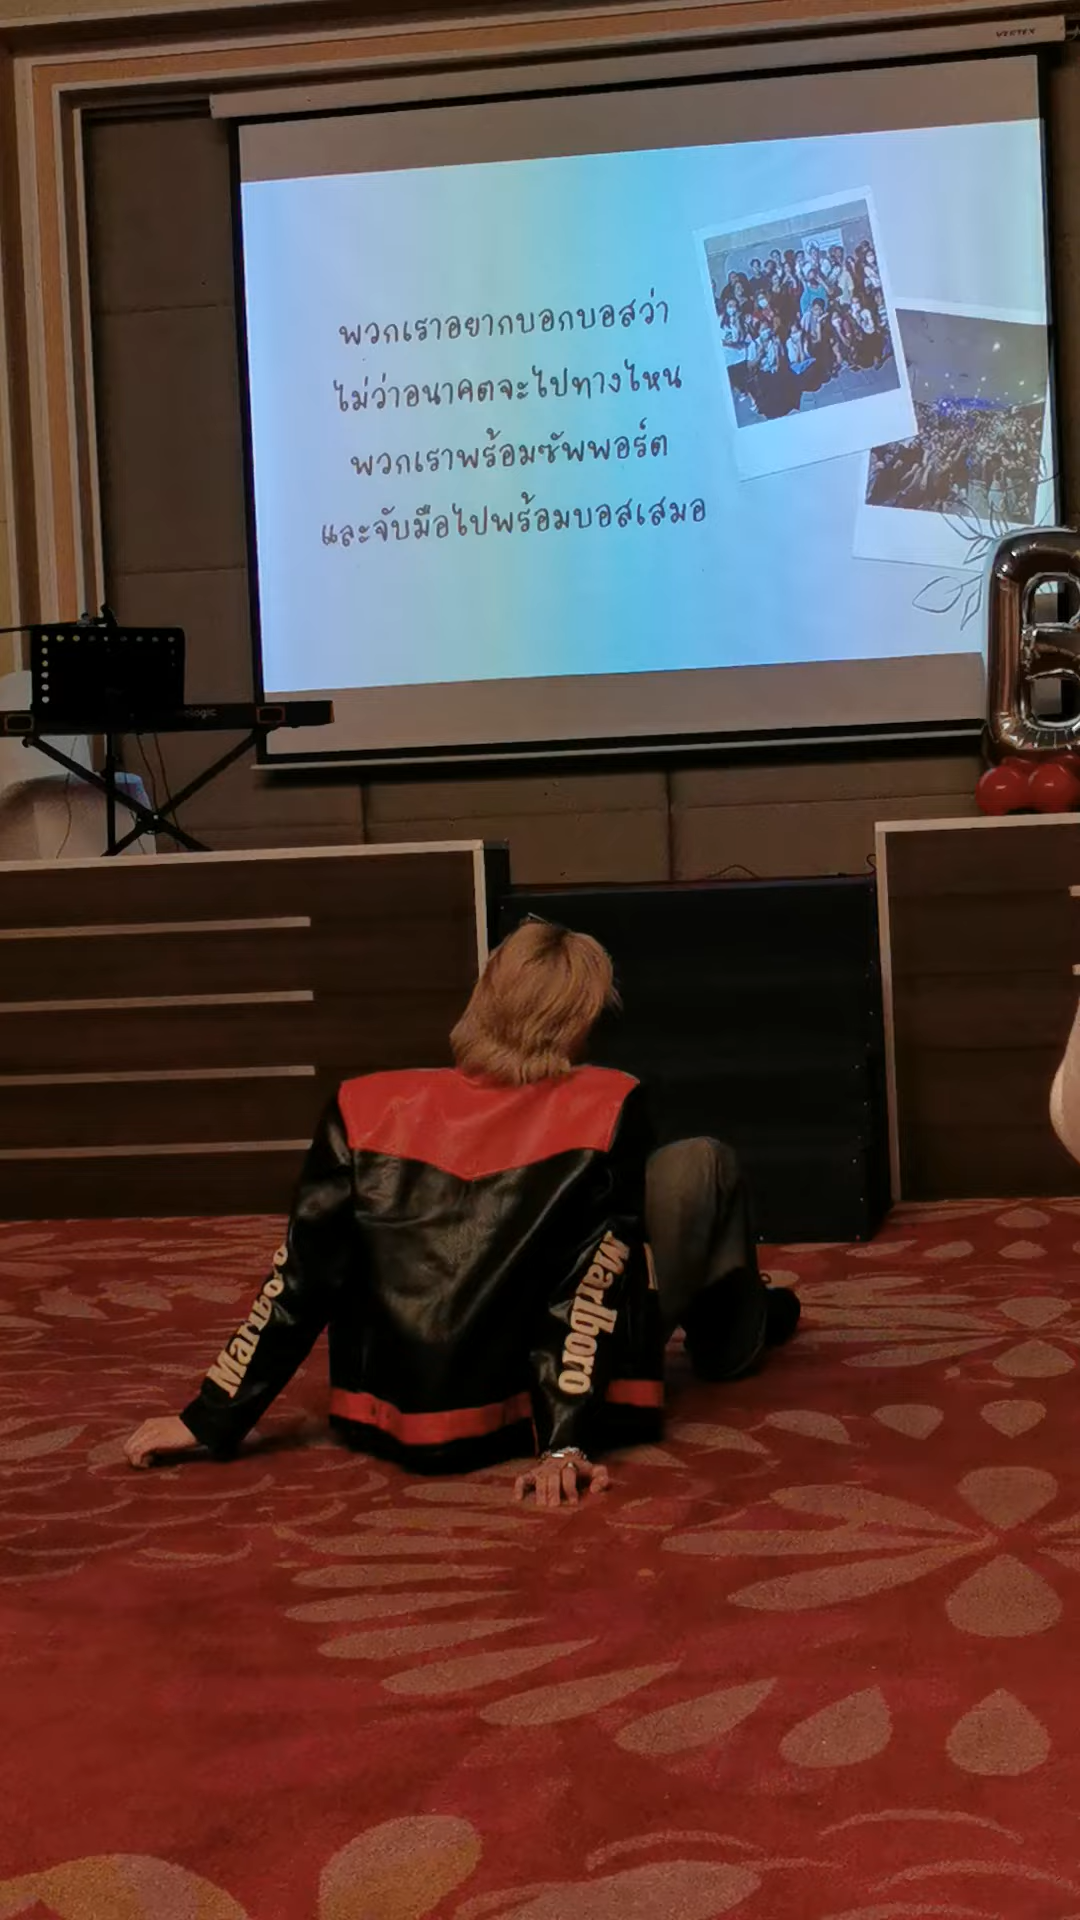 VERTEX
พวกเราอยากบอกบอสว่า
ไม่ว่าอนาคตจะไปทางไหน
พวกเราพร้อมซัพพอร์ต
และจับมือไปพร้อมบอสเสมอ
B
Marlboro
Marlboro